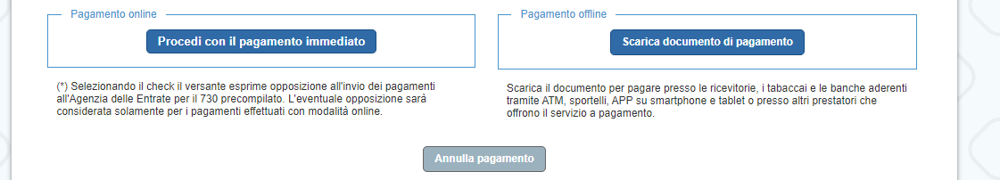 Pagamento online
Procedi con il pagamento immediato
(*) Selezionando il check il versante esprime opposizione all'invio dei pagamenti
all'Agenzia delle Entrate per il 730 precompilato. L'eventuale opposizione sarà
considerata solamente per i pagamenti effettuati con modalità online.
Pagamento offline
Scarica documento di pagamento
Scarica il documento per pagare presso le ricevitorie, i tabaccai e le banche aderenti
tramite ATM, sportelli, APP su smartphone e tablet o presso altri prestatori che
offrono il servizio a pagamento.
Annulla pagamento